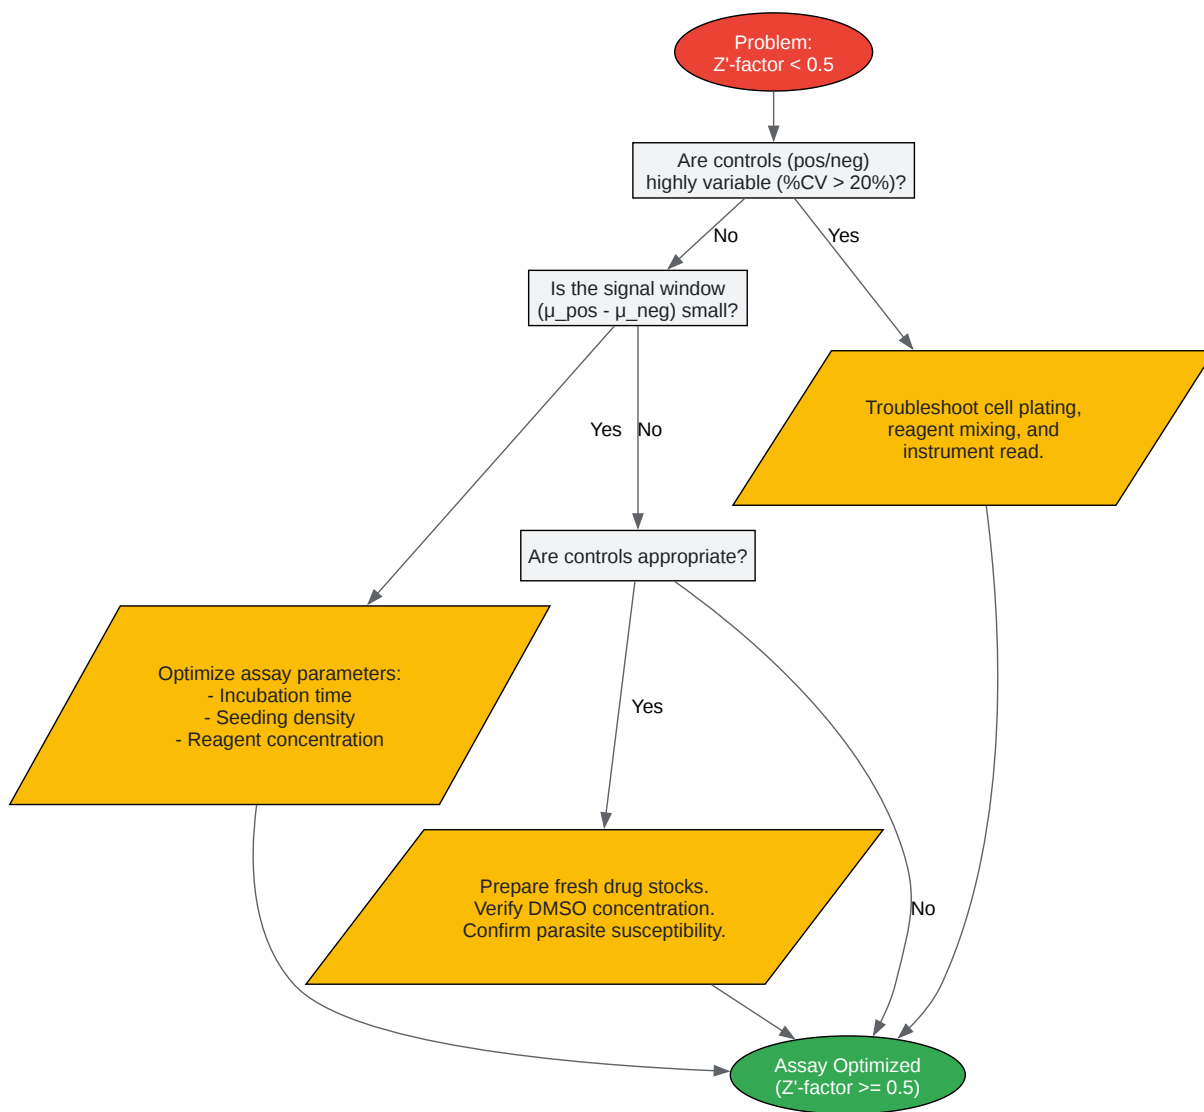 Problem:
Z'-factor < 0.5
Are controls (pos/neg)
highly variable (%CV > 20%)?
No
Yes
Is the signal window
(μ_pos - μ_neg) small?
Troubleshoot cell plating,
reagent mixing, and
instrument read.
Yes
No
Are controls appropriate?
Optimize assay parameters:
- Incubation time
- Seeding density
- Reagent concentration
Yes
Prepare fresh drug stocks.
Verify DMSO concentration.
Confirm parasite susceptibility.
No
Assay Optimized
(Z'-factor >= 0.5)